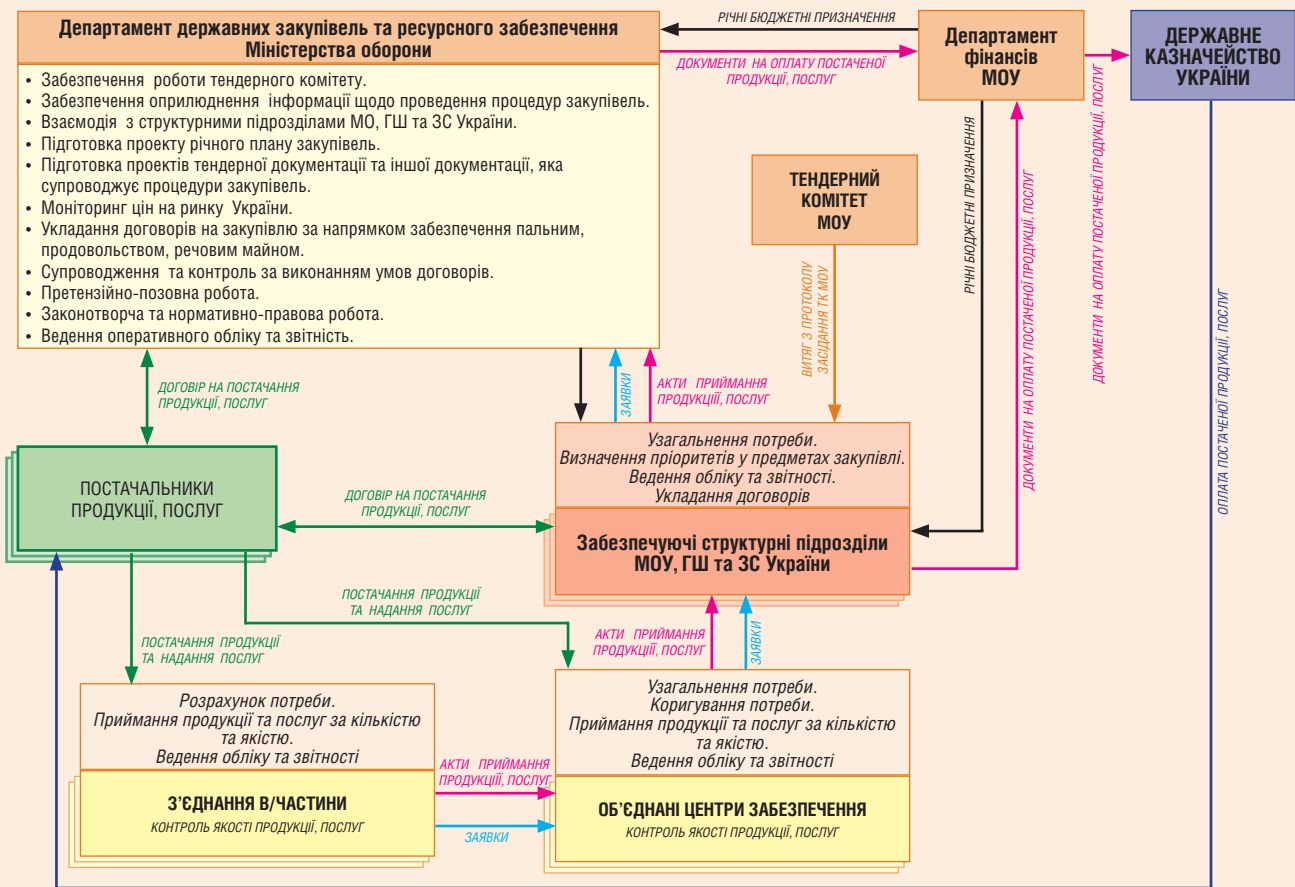 Департамент державних закупівель та ресурсного забезпечення
Міністерства оборони
• Забезпечення роботи тендерного комітету.
• Забезпечення оприлюднення інформації щодо проведення процедур закупівель.
• Взаємодія з структурними підрозділами МО, ГШ та ЗС України.
• Підготовка проекту річного плану закупівель.
• Підготовка проектів тендерної документації та іншої документації, яка
супроводжує процедури закупівель.
• Моніторинг цін на ринку України.
• Укладання договорів на закупівлю за напрямком забезпечення пальним,
продовольством, речовим майном.
• Супроводження та контроль за виконанням умов договорів.
• Претензійно-позовна робота.
• Законотворча та нормативно-правова робота.
• Ведення оперативного обліку та звітність.
РІЧНІ БЮДЖЕТНІ ПРИЗНАЧЕННЯ
ДОКУМЕНТИ НА ОПЛАТУ ПОСТАЧЕНОЇ
ПРОДУКЦІЇ, ПОСЛУГ
Департамент
фінансів
МОУ
ДЕРЖАВНЕ
КАЗНАЧЕЙСТВО
УКРАЇНИ
ДОКУМЕНТИ НА ОПЛАТУ ПОСТАЧЕНОЇ ПРОДУКЦІЇ, ПОСЛУГ
РІЧНІ БЮДЖЕТНІ ПРИЗНАЧЕННЯ
ДОКУМЕНТИ НА ОПЛАТУ ПОСТАЧЕНОЇ ПРОДУКЦІЇ, ПОСЛУГ
ОПЛАТА ПОСТАЧЕНОЇ ПРОДУКЦІЇ, ПОСЛУГ
ТЕНДЕРНИЙ
КОМІТЕТ
МОУ
ВИТЯГ З ПРОТОКОЛУ
ЗАСІДАННЯ ТК МОУ
ДОГОВІР НА ПОСТАЧАННЯ
ПРОДУКЦІЇ, ПОСЛУГ
ЗАЯВКИ
АКТИ ПРИЙМАННЯ
ПРОДУКЦІЇЇ, ПОСЛУГ
ПОСТАЧАЛЬНИКИ
ПРОДУКЦІЇ, ПОСЛУГ
ДОГОВІР НА ПОСТАЧАННЯ
ПРОДУКЦІЇ, ПОСЛУГ
Узагальнення потреби.
Визначення пріоритетів у предметах закупівлі.
Ведення обліку та звітності.
Укладання договорів
Забезпечуючі структурні підрозділи
МОУ, ГШ та ЗС України
ПОСТАЧАННЯ ПРОДУКЦІЇ
ТА НАДАННЯ ПОСЛУГ
ПОСТАЧАННЯ ПРОДУКЦІЇ
ТА НАДАННЯ ПОСЛУГ
АКТИ ПРИЙМАННЯ
ПРОДУКЦІЇЇ, ПОСЛУГ
ЗАЯВКИ
Розрахунок потреби.
Приймання продукції та послуг за кількістю
та якістю.
Ведення обліку та звітності
З’ЄДНАННЯ В/ЧАСТИНИ
КОНТРОЛЬ ЯКОСТІ ПРОДУКЦІЇ, ПОСЛУГ
АКТИ ПРИЙМАННЯ
ПРОДУКЦІЇЇ, ПОСЛУГ
ЗАЯВКИ
Узагальнення потреби.
Коригування потреби.
Приймання продукції та послуг за кількістю
та якістю.
Ведення обліку та звітності
ОБ’ЄДНАНІ ЦЕНТРИ ЗАБЕЗПЕЧЕННЯ
КОНТРОЛЬ ЯКОСТІ ПРОДУКЦІЇ, ПОСЛУГ